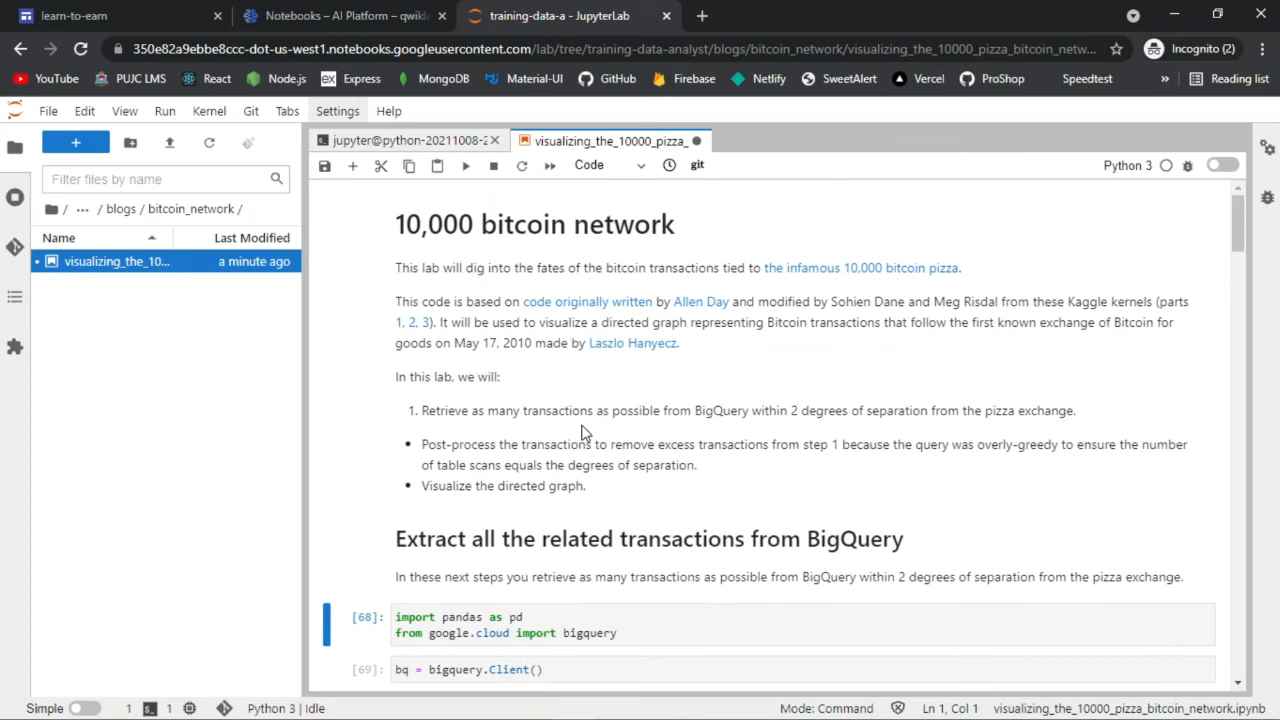 learn-to-earn
Notebooks – AI Platform – qwikla
training-data-a - JupyterLab
350e82a9ebbe8ccc-dot-us-west1.notebooks.googleusercontent.com/lab/tree/training-data-analyst/blogs/bitcoin_network/visualizing_the_10000_pizza_bitcoin_netw...
Incognito (2)
YouTube PUJC LMS React Node.js ex Express MongoDB Material-UI GitHub Firebase Netlify SweetAlert Vercel ProShop Speedtest » Reading list
File Edit View Run Kernel Git Tabs Settings Help
jupyter@python-20211008-2
visualizing_the_10000_pizza_
Code
git
Python 3
Filter files by name
/ ... / blogs / bitcoin_network /
Name Last Modified
visualizing_the_10... a minute ago
10,000 bitcoin network
This lab will dig into the fates of the bitcoin transactions tied to the infamous 10,000 bitcoin pizza.
This code is based on code originally written by Allen Day and modified by Sohien Dane and Meg Risdal from these Kaggle kernels (parts
1, 2, 3). It will be used to visualize a directed graph representing Bitcoin transactions that follow the first known exchange of Bitcoin for
goods on May 17, 2010 made by Laszlo Hanyecz.
In this lab, we will:
1. Retrieve as many transactions as possible from BigQuery within 2 degrees of separation from the pizza exchange.
• Post-process the transactions to remove excess transactions from step 1 because the query was overly-greedy to ensure the number
of table scans equals the degrees of separation.
• Visualize the directed graph.
Extract all the related transactions from BigQuery
In these next steps you retrieve as many transactions as possible from BigQuery within 2 degrees of separation from the pizza exchange.
[68]: import pandas as pd
from google.cloud import bigquery
[69]: bq = bigquery.Client()
Simple 1 1 Python 3 | Idle Mode: Command Ln 1, Col 1 visualizing_the_10000_pizza_bitcoin_network.ipynb